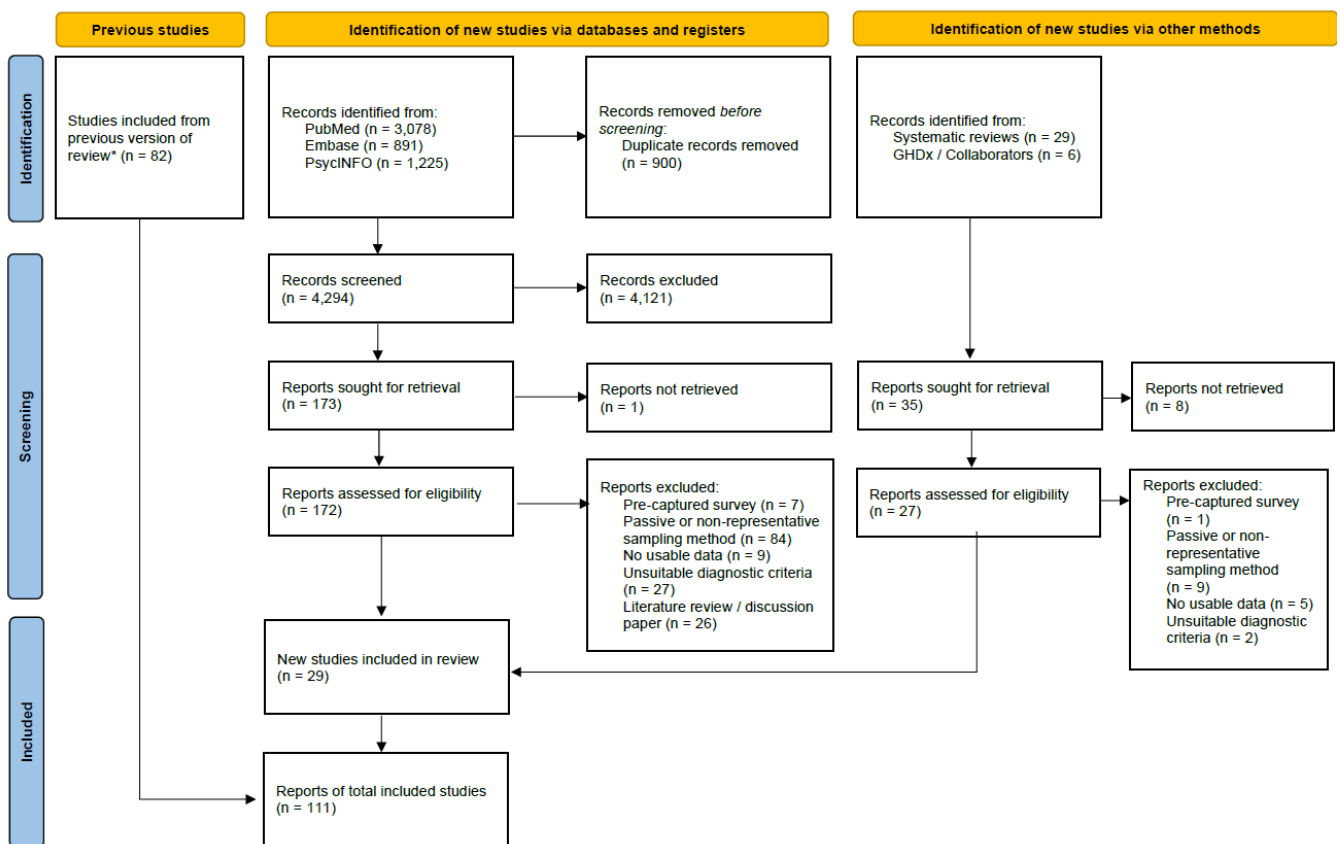 Previous studies
Identification of new studies via databases and registers
Identification of new studies via other methods
Identification
Studies included from
previous version of
review* (n = 82)
Records identified from:
PubMed (n = 3,078)
Embase (n = 891)
PsycINFO (n = 1,225)
Records removed before
screening:
Duplicate records removed
(n = 900)
Records identified from:
Systematic reviews (n = 29)
GHDx / Collaborators (n = 6)
Screening
Records screened
(n = 4,294)
Records excluded
(n = 4,121)
Reports sought for retrieval
(n = 173)
Reports not retrieved
(n = 1)
Reports sought for retrieval
(n = 35)
Reports not retrieved
(n = 8)
Reports assessed for eligibility
(n = 172)
Reports excluded:
Pre-captured survey (n = 7)
Passive or non-representative
sampling method (n = 84)
No usable data (n = 9)
Unsuitable diagnostic criteria
(n = 27)
Literature review / discussion
paper (n = 26)
Reports assessed for eligibility
(n = 27)
Reports excluded:
Pre-captured survey
(n = 1)
Passive or non-
representative
sampling method
(n = 9)
No usable data (n = 5)
Unsuitable diagnostic
criteria (n = 2)
Included
New studies included in review
(n = 29)
Reports of total included studies
(n = 111)